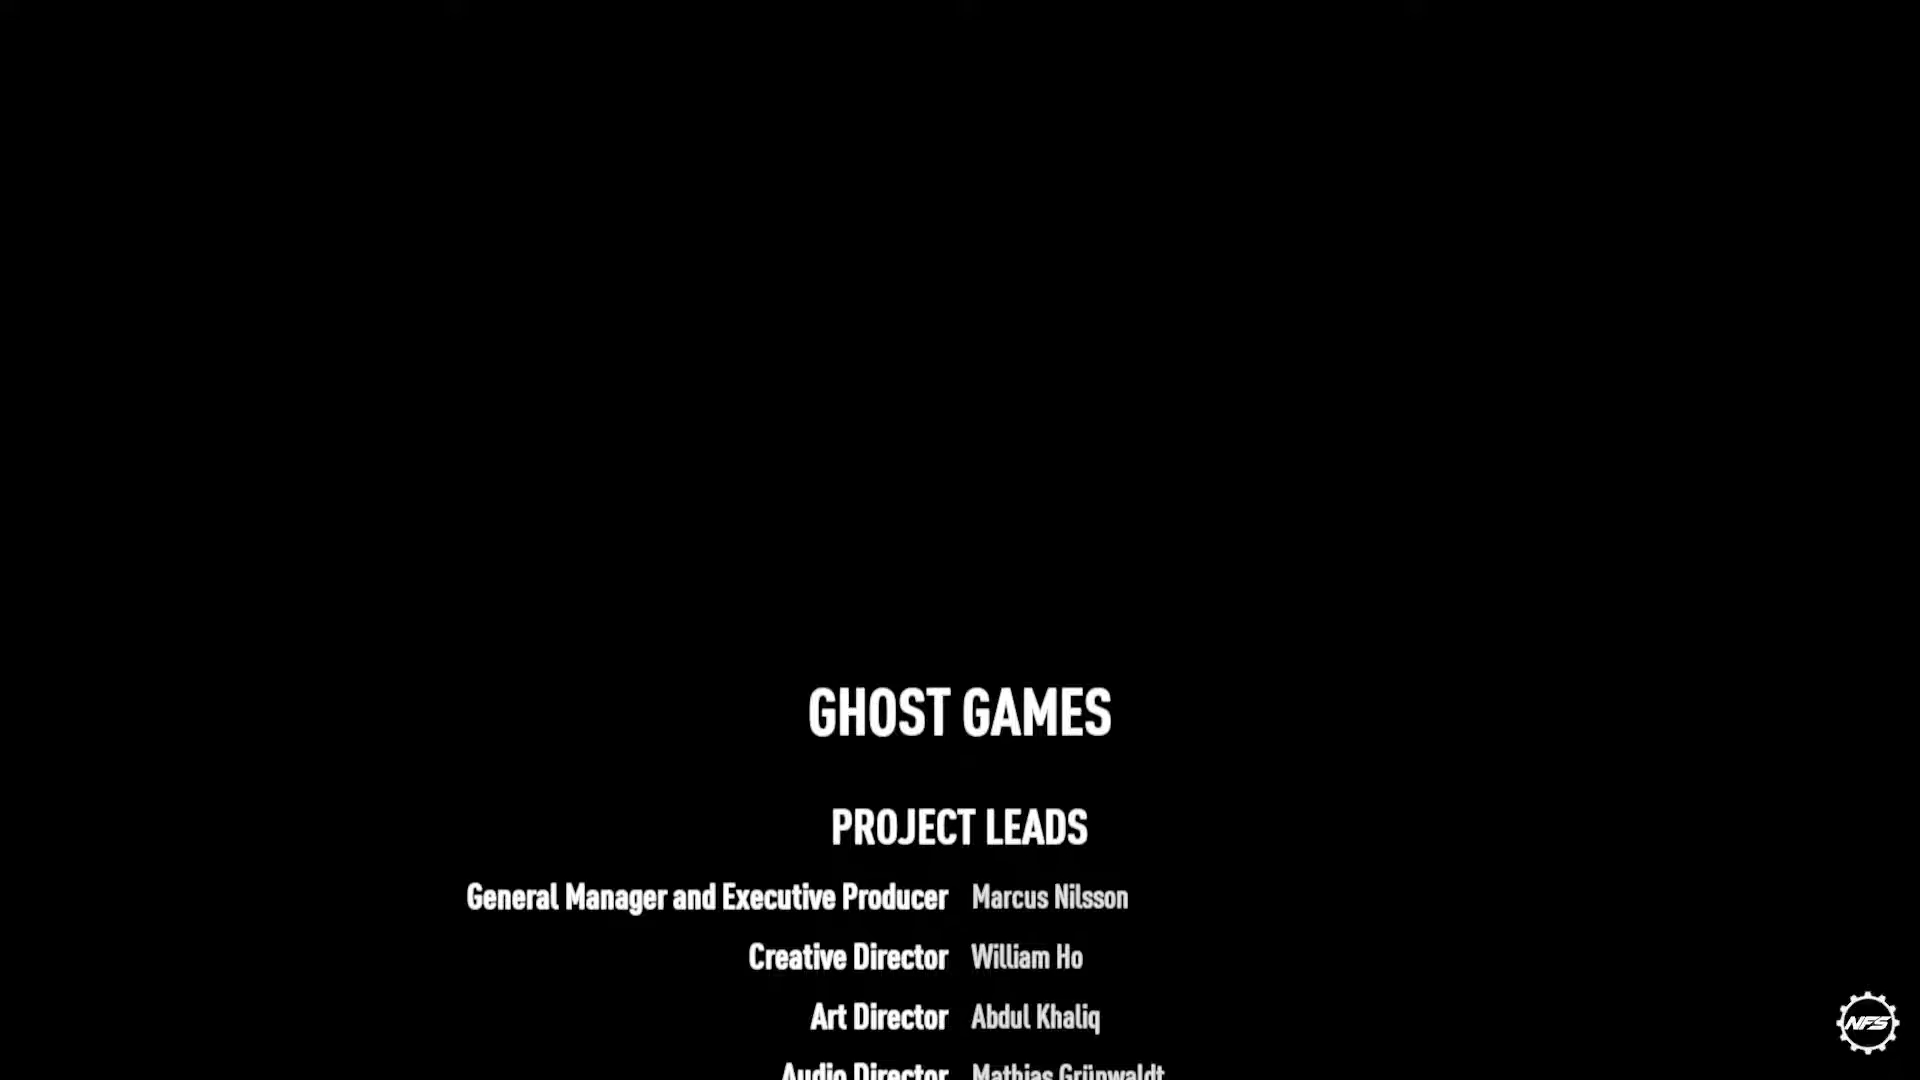 GHOST GAMES
PROJECT LEADS
General Manager and Executive Producer Marcus Nilsson
Creative Director William Ho
Art Director Abdul Khaliq
Audio Director Mathias Grünwaldt
NFS